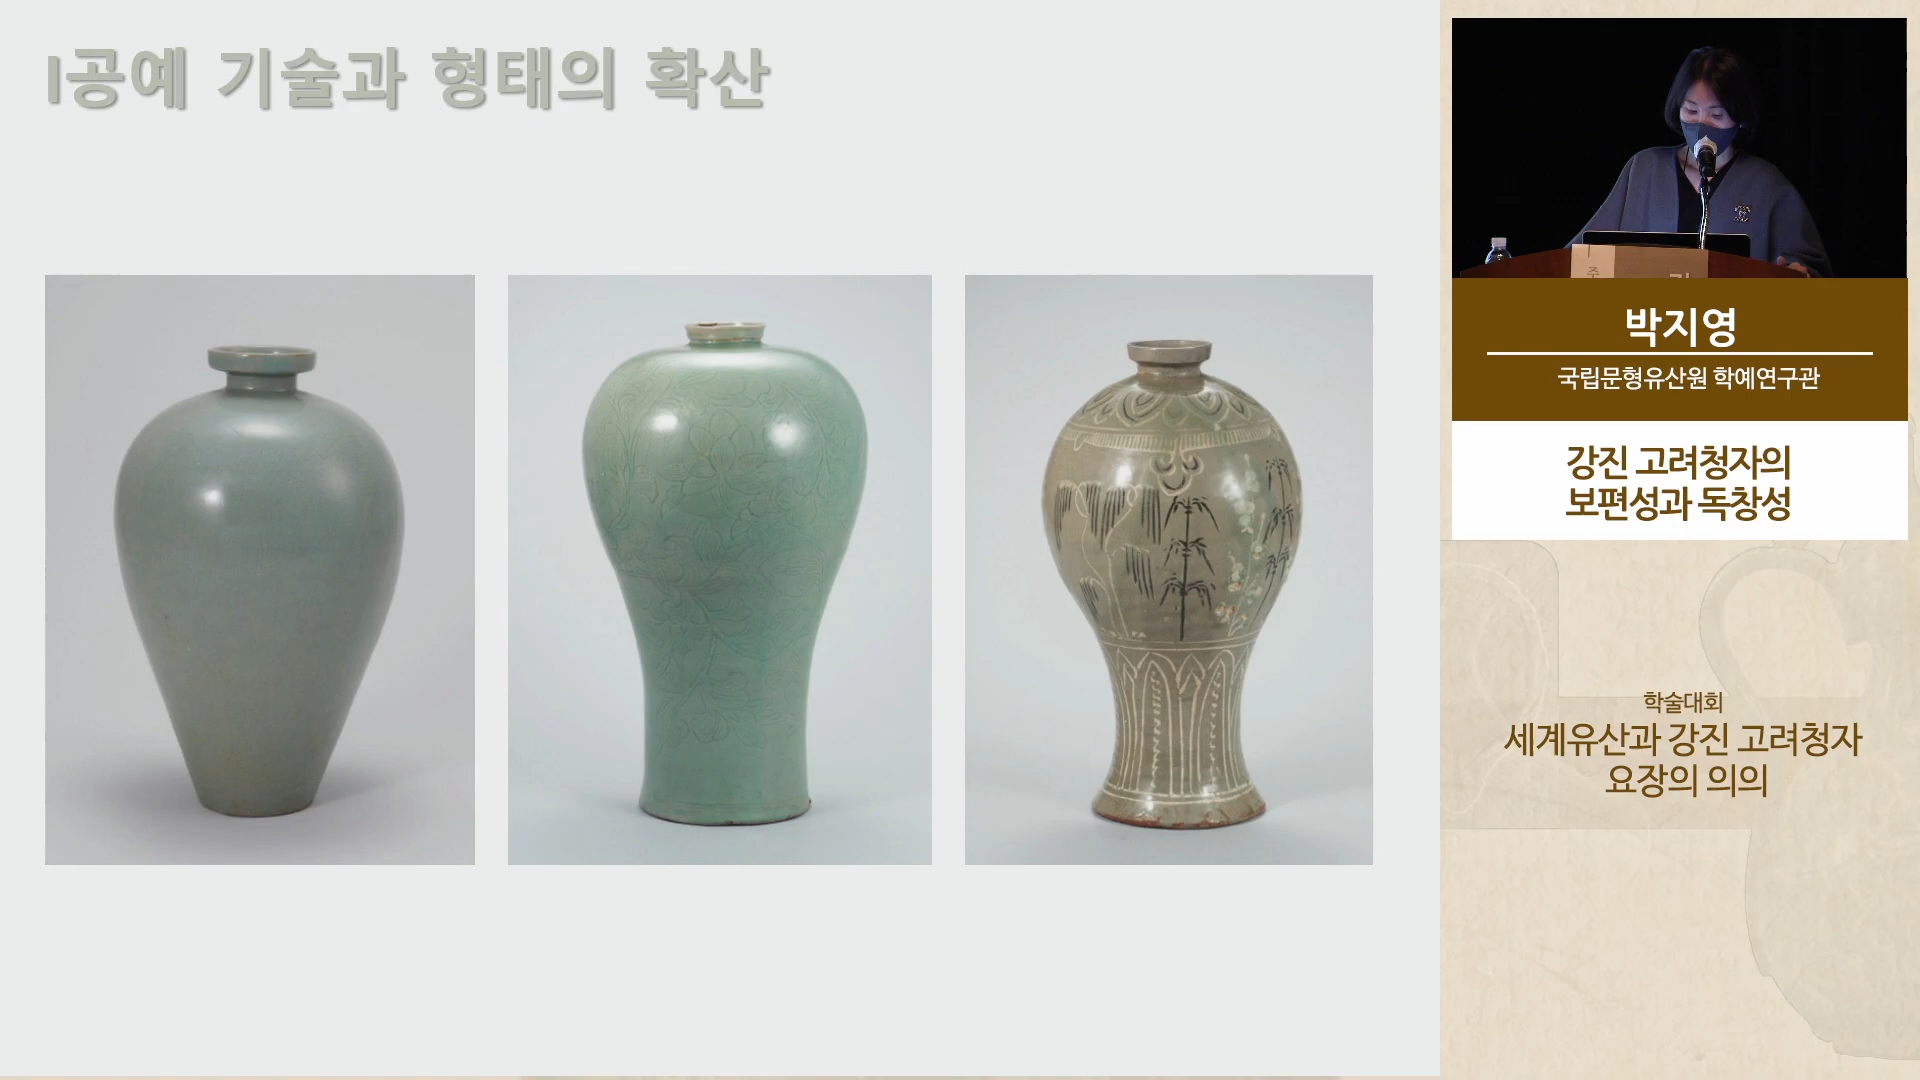 I공예 기술과 형태의 확산
주
박지영
국립문형유산원 학예연구관
강진 고려청자의
보편성과 독창성
학술대회
세계유산과 강진 고려청자
요장의 의의